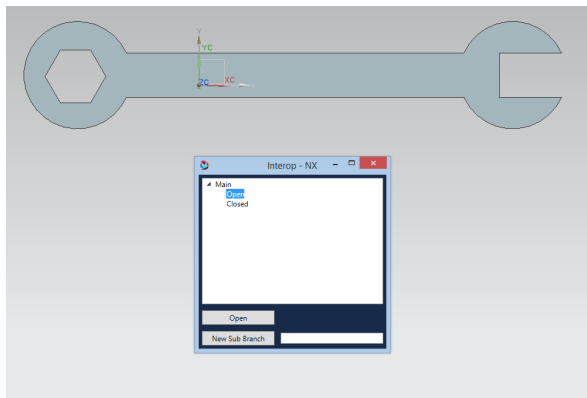 Y
YC
ZC
XC
X
Interop - NX
Main
Open
Closed
Open
New Sub Branch